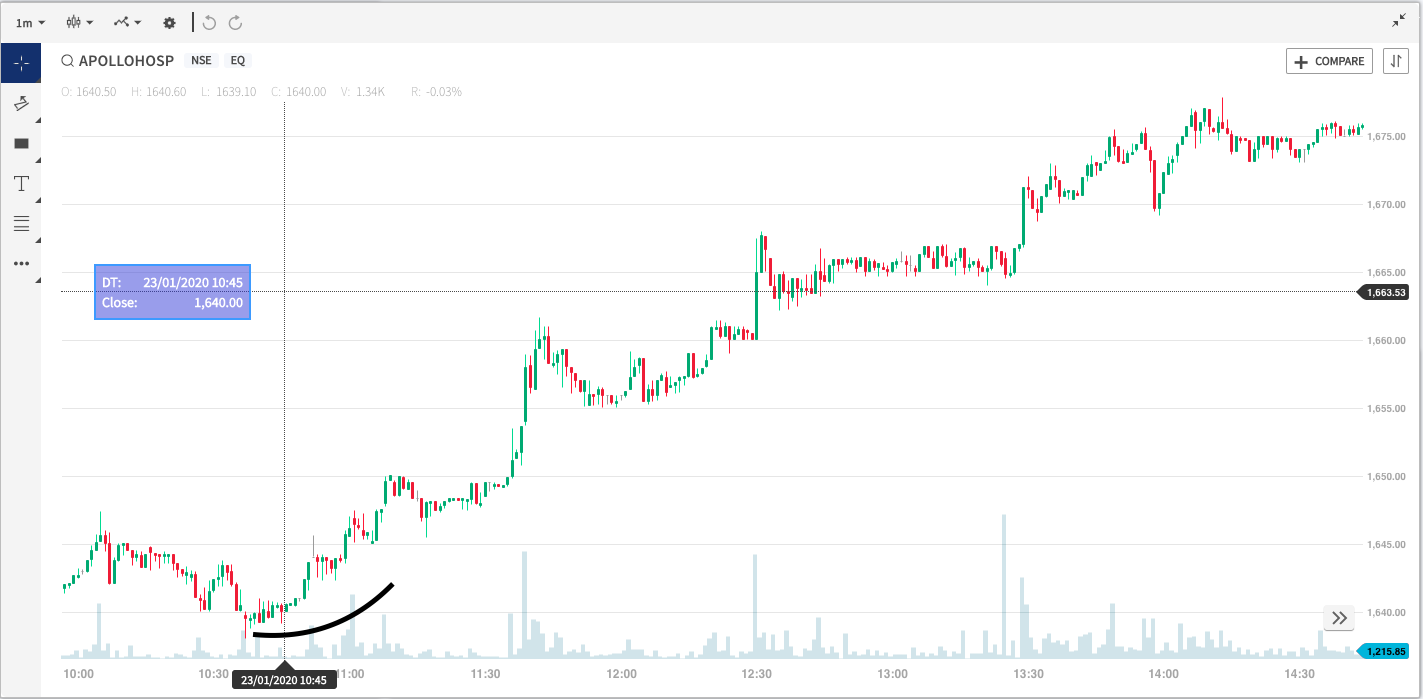 1m
APOLLOHOSP NSE EQ
COMPARE
O: 1640.50 H: 1640.60 L: 1639.10 C: 1640.00 V: 1.34K R: -0.03%
1,675.00
1,670.00
1,665.00
DT: 23/01/2020 10:45
Close: 1,640.00
1,663.53
1,660.00
1,655.00
1,650.00
1,645.00
1,640.00
1,215.85
10:00 10:30 11:00 11:30 12:00 12:30 13:00 13:30 14:00 14:30
23/01/2020 10:45